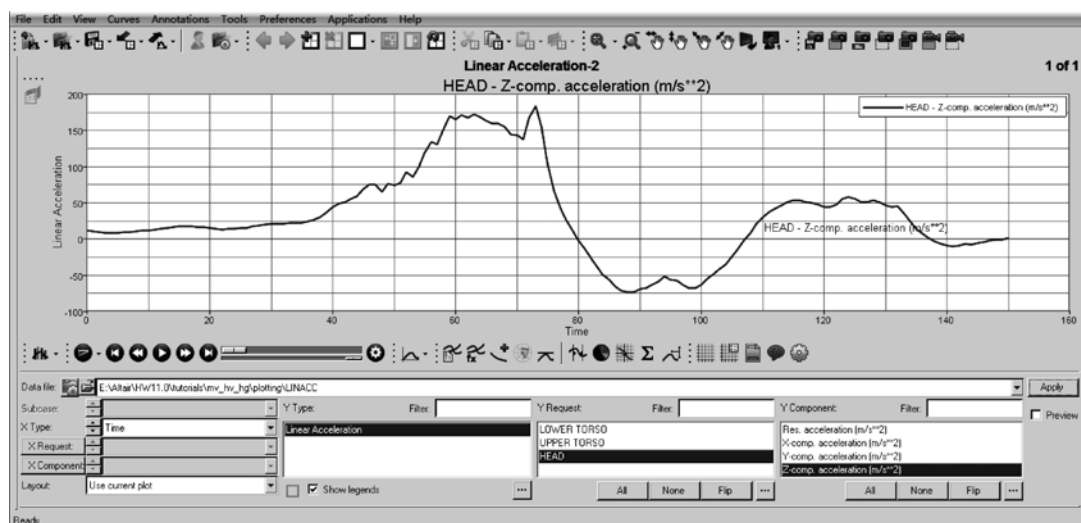 File Edit View Curves Annotations Tools Preferences Applications Help
Linear Acceleration-2
1 of 1
HEAD - Z-comp. acceleration (m/s**2)
HEAD - Z-comp. acceleration (m/s**2)
200
150
100
50
0
-50
-100
Linear Acceleration
HEAD - Z-comp. acceleration (m/s**2)
0 20 40 60 80 100 120 140 160
Time
fx
Σ
Data file: E:\Altair\HW11.0\tutorials\mv_hv_hg\plotting\LINACC Apply
Subcase: Y Type: Filter: Y Request: Filter: Y Component: Filter: Preview
X Type: Time Linear Acceleration LOWER TORSO Res. acceleration (m/s**2)
X Request: UPPER TORSO X-comp. acceleration (m/s**2)
HEAD Y-comp. acceleration (m/s**2)
X Component: Z-comp. acceleration (m/s**2)
Layout: Use current plot Show legends ... All None Flip ... All None Flip ...
Ready